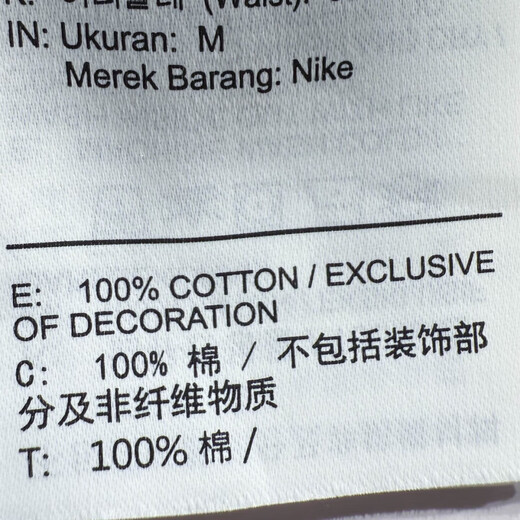 (Waist):
IN: Ukuran: M
Merek Barang: Nike
E: 100% COTTON / EXCLUSIVE
OF DECORATION
C: 100% 棉 / 不包括装饰部
分及非纤维物质
T: 100% 棉 /